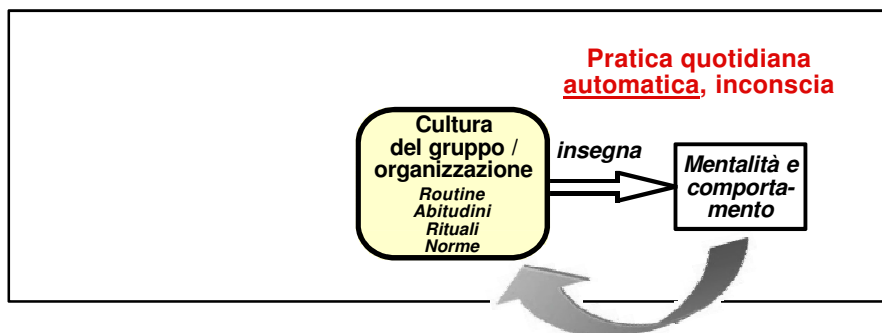 Pratica quotidiana
automatica, inconscia
Cultura
del gruppo /
organizzazione
Routine
Abitudini
Rituali
Norme
insegna
Mentalità e
comporta-
mento